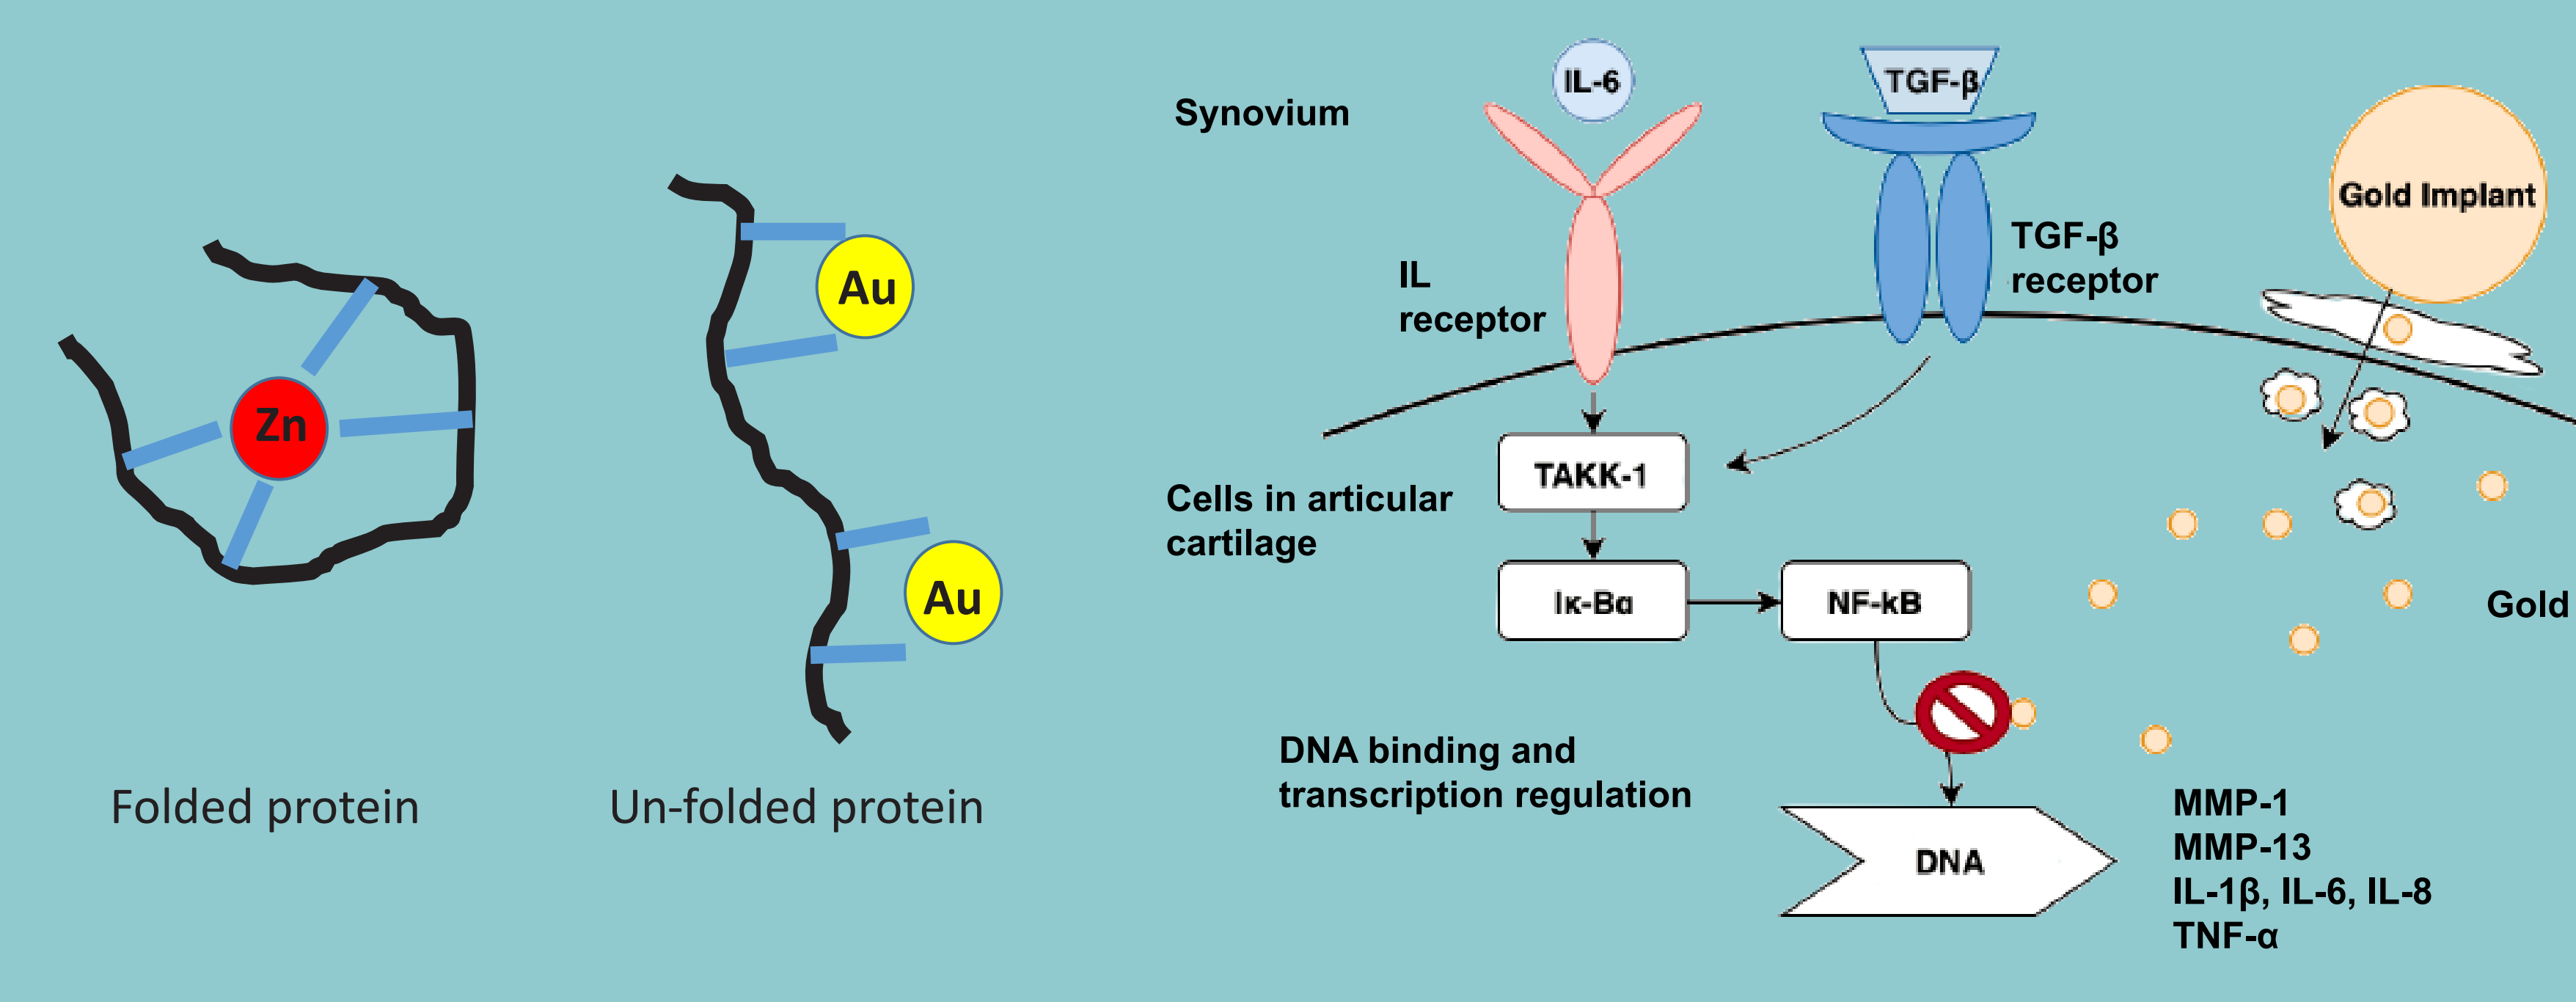 Zn
Folded protein
Au
Au
Un-folded protein
Synovium
IL-6
TGF-β
Gold Implant
IL
receptor
TGF-β
receptor
TAKK-1
Cells in articular
cartilage
Iκ-Bα
NF-kB
Gold
DNA binding and
transcription regulation
DNA
MMP-1
MMP-13
IL-1β, IL-6, IL-8
TNF-α